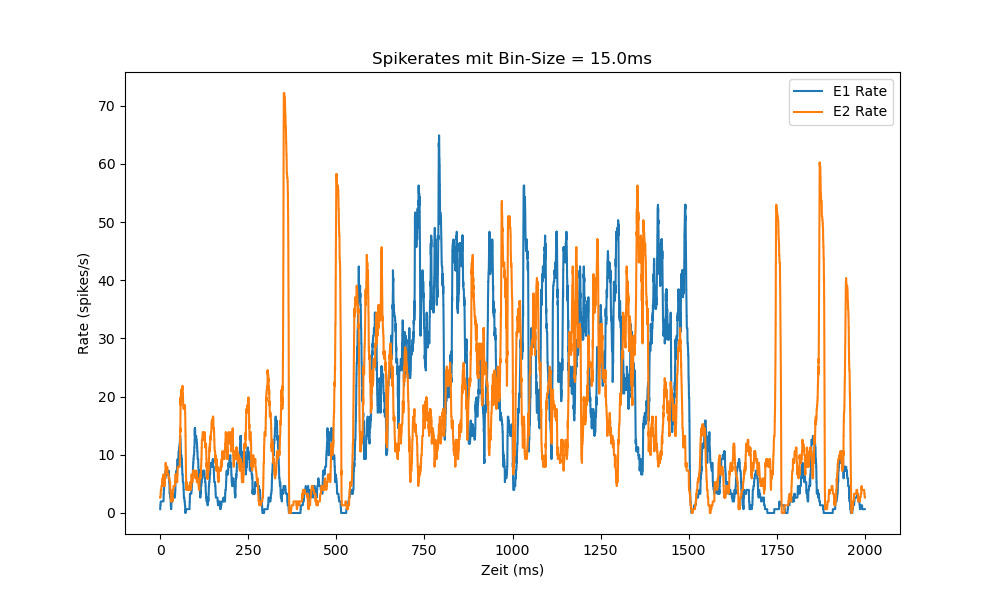 Spikerates mit Bin-Size = 15.0ms
E1 Rate
E2 Rate
Rate (spikes/s)
70
60
50
40
30
20
10
0
0 250 500 750 1000 1250 1500 1750 2000
Zeit (ms)